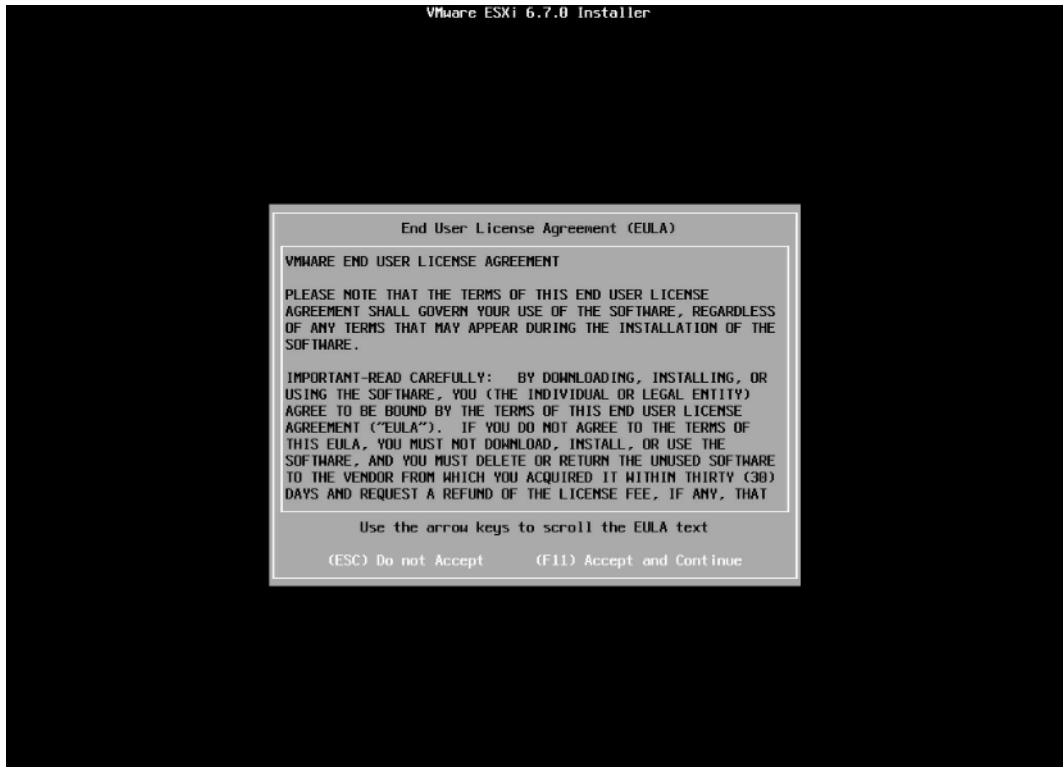 VMware ESXi 6.7.0 Installer
End User License Agreement (EULA)
VMWARE END USER LICENSE AGREEMENT
PLEASE NOTE THAT THE TERMS OF THIS END USER LICENSE
AGREEMENT SHALL GOVERN YOUR USE OF THE SOFTWARE, REGARDLESS
OF ANY TERMS THAT MAY APPEAR DURING THE INSTALLATION OF THE
SOFTWARE.
IMPORTANT-READ CAREFULLY:   BY DOWNLOADING, INSTALLING, OR
USING THE SOFTWARE, YOU (THE INDIVIDUAL OR LEGAL ENTITY)
AGREE TO BE BOUND BY THE TERMS OF THIS END USER LICENSE
AGREEMENT ("EULA").  IF YOU DO NOT AGREE TO THE TERMS OF
THIS EULA, YOU MUST NOT DOWNLOAD, INSTALL, OR USE THE
SOFTWARE, AND YOU MUST DELETE OR RETURN THE UNUSED SOFTWARE
TO THE VENDOR FROM WHICH YOU ACQUIRED IT WITHIN THIRTY (30)
DAYS AND REQUEST A REFUND OF THE LICENSE FEE, IF ANY, THAT
Use the arrow keys to scroll the EULA text
(ESC) Do not Accept (F11) Accept and Continue